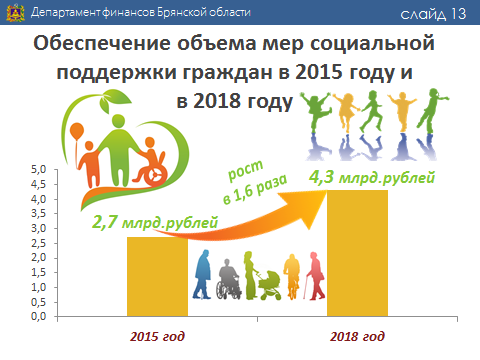 Департамент финансов Брянской области
слайд 13
Обеспечение объема мер социальной
поддержки граждан в 2015 году и
в 2018 году
рост
в 1,6 раза
4,3 млрд.рублей
2,7 млрд.рублей
5,0
4,5
4,0
3,5
3,0
2,5
2,0
1,5
1,0
0,5
0,0
2015 год
2018 год